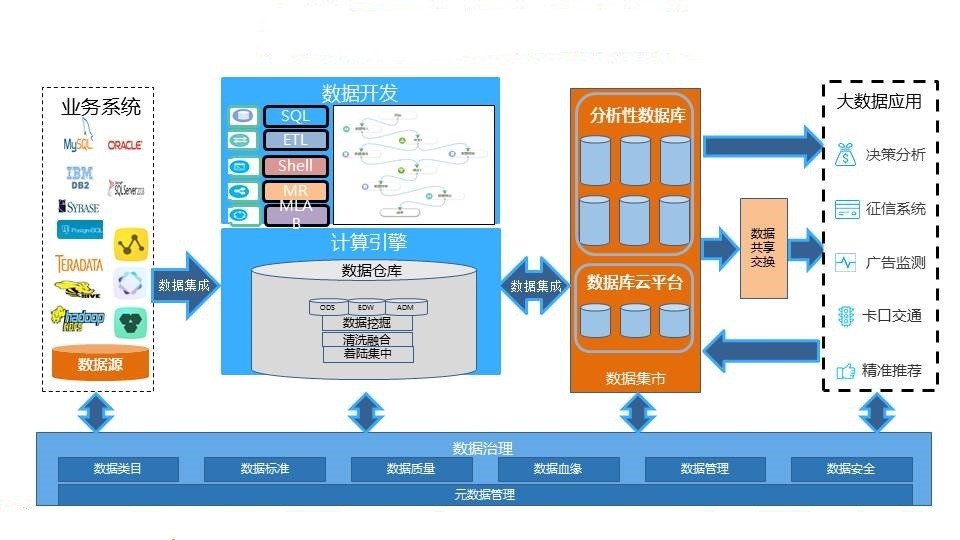 业务系统
MySQL
ORACLE
IBM
DB2
SQLServer
SYBASE
PostgreSQL
TERADATA
HIVE
hadoop
HDFS
数据源
数据集成
数据开发
SQL
ETL
Shell
MR
MLA
B
计算引擎
数据仓库
ODS
EDW
ADM
数据挖掘
清洗融合
着陆集中
数据集成
分析性数据库
数据库云平台
数据集市
数据
共享
交换
大数据应用
决策分析
征信系统
广告监测
卡口交通
精准推荐
数据治理
数据类目
数据标准
数据质量
数据血缘
数据管理
数据安全
元数据管理